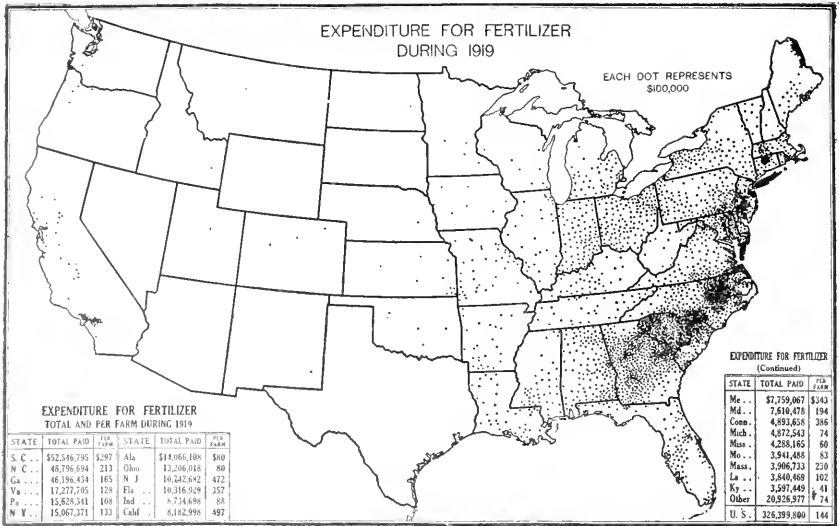 EXPENDITURE FOR FERTILIZER
DURING 1919
EACH DOT REPRESENTS
$100,000
EXPENDITURE FOR FERTILIZER
TOTAL AND PER FARM DURING 1919
STATE TOTAL PAID PER FARM STATE TOTAL PAID PER FARM
S. C. .. $52,546,795 $297 Ala $14,066,108 $80
N C .. 48,796,694 213 Ohio 13,206,018 80
Ga ... 46,196,434 165 N J 10,242,682 472
Va ... 17,277,705 128 Fla .. 10,316,929 357
Pa ... 15,628,341 108 Ind . 8,734,698 88
N Y .. 15,067,371 133 Calif . 8,182,998 497
EXPENDITURE FOR FERTILIZER
(Continued)
STATE TOTAL PAID PER FARM
Me .. $7,759,067 $343
Md .. 7,610,478 194
Conn. 4,893,658 386
Mich . 4,872,543 74
Miss . 4,288,165 60
Mo .. 3,941,488 83
Mass. 3,906,733 230
La ... 3,840,469 102
Ky ... 3,597,449 41
Other 20,926,977 74
U. S. . 326,399,800 144